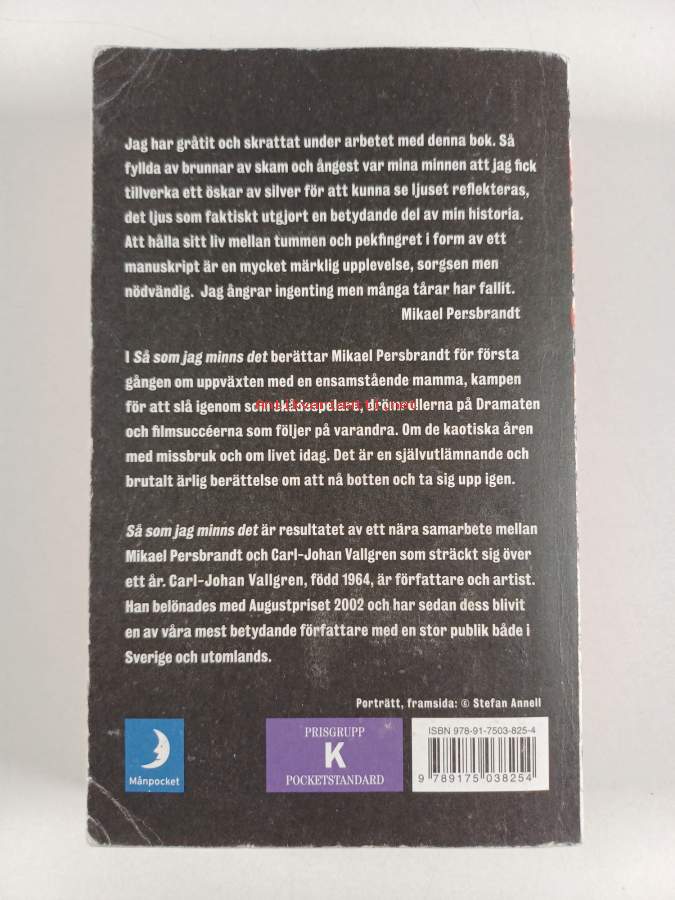 Jag har gråtit och skrattat under arbetet med denna bok. Så
fyllda av brunnar av skam och ångest var mina minnen att jag fick
tillverka ett öskar av silver för att kunna se ljuset reflekteras,
det ljus som faktiskt utgjort en betydande del av min historia.
Att hålla sitt liv mellan tummen och pekfingret i form av ett
manuskript är en mycket märklig upplevelse, sorgsen men
nödvändig. Jag ångrar ingenting men många tårar har fallit.
Mikael Persbrandt
I Så som jag minns det berättar Mikael Persbrandt för första
gången om uppväxten med en ensamstående mamma, kampen
för att slå igenom som skådespelare, drömrollerna på Dramaten
och filmsuccéerna som följer på varandra. Om de kaotiska åren
med missbruk och om livet idag. Det är en självutlämnande och
brutalt ärlig berättelse om att nå botten och ta sig upp igen.
Så som jag minns det är resultatet av ett nära samarbete mellan
Mikael Persbrandt och Carl-Johan Vallgren som sträckt sig över
ett år. Carl-Johan Vallgren, född 1964, är författare och artist.
Han belönades med Augustpriset 2002 och har sedan dess blivit
en av våra mest betydande författare med en stor publik både i
Sverige och utomlands.
Porträtt, framsida: © Stefan Annell
Månpocket
PRISGRUPP
K
POCKETSTANDARD
ISBN 978-91-7503-825-4
9 789175 038254